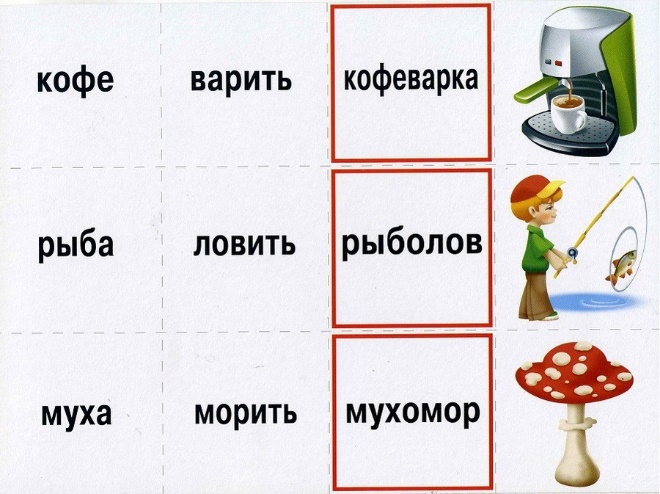 кофе варить кофеварка
рыба ловить рыболов
муха морить мухомор